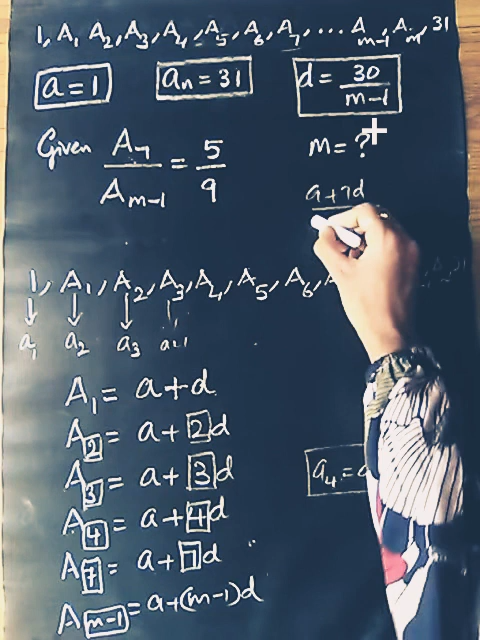 1, A₁ A₂, A₃, A₄, A₅, A₆, A₇, ... Aₘ₋₁, Aₘ, 31
a = 1 aₙ = 31 d = 30/m-1
Given A₇/Aₘ₋₁ = 5/9 m = ?
a + 7d
1, A₁, A₂, A₃, A₄, A₅, A₆,
a₁ a₂ a₃
A₁ = a + d
A₂ = a + 2d
A₃ = a + 3d
a₄ = a
A₄ = a + 4d
A₇ = a + 7d
Aₘ₋₁ = a + (m-1)d